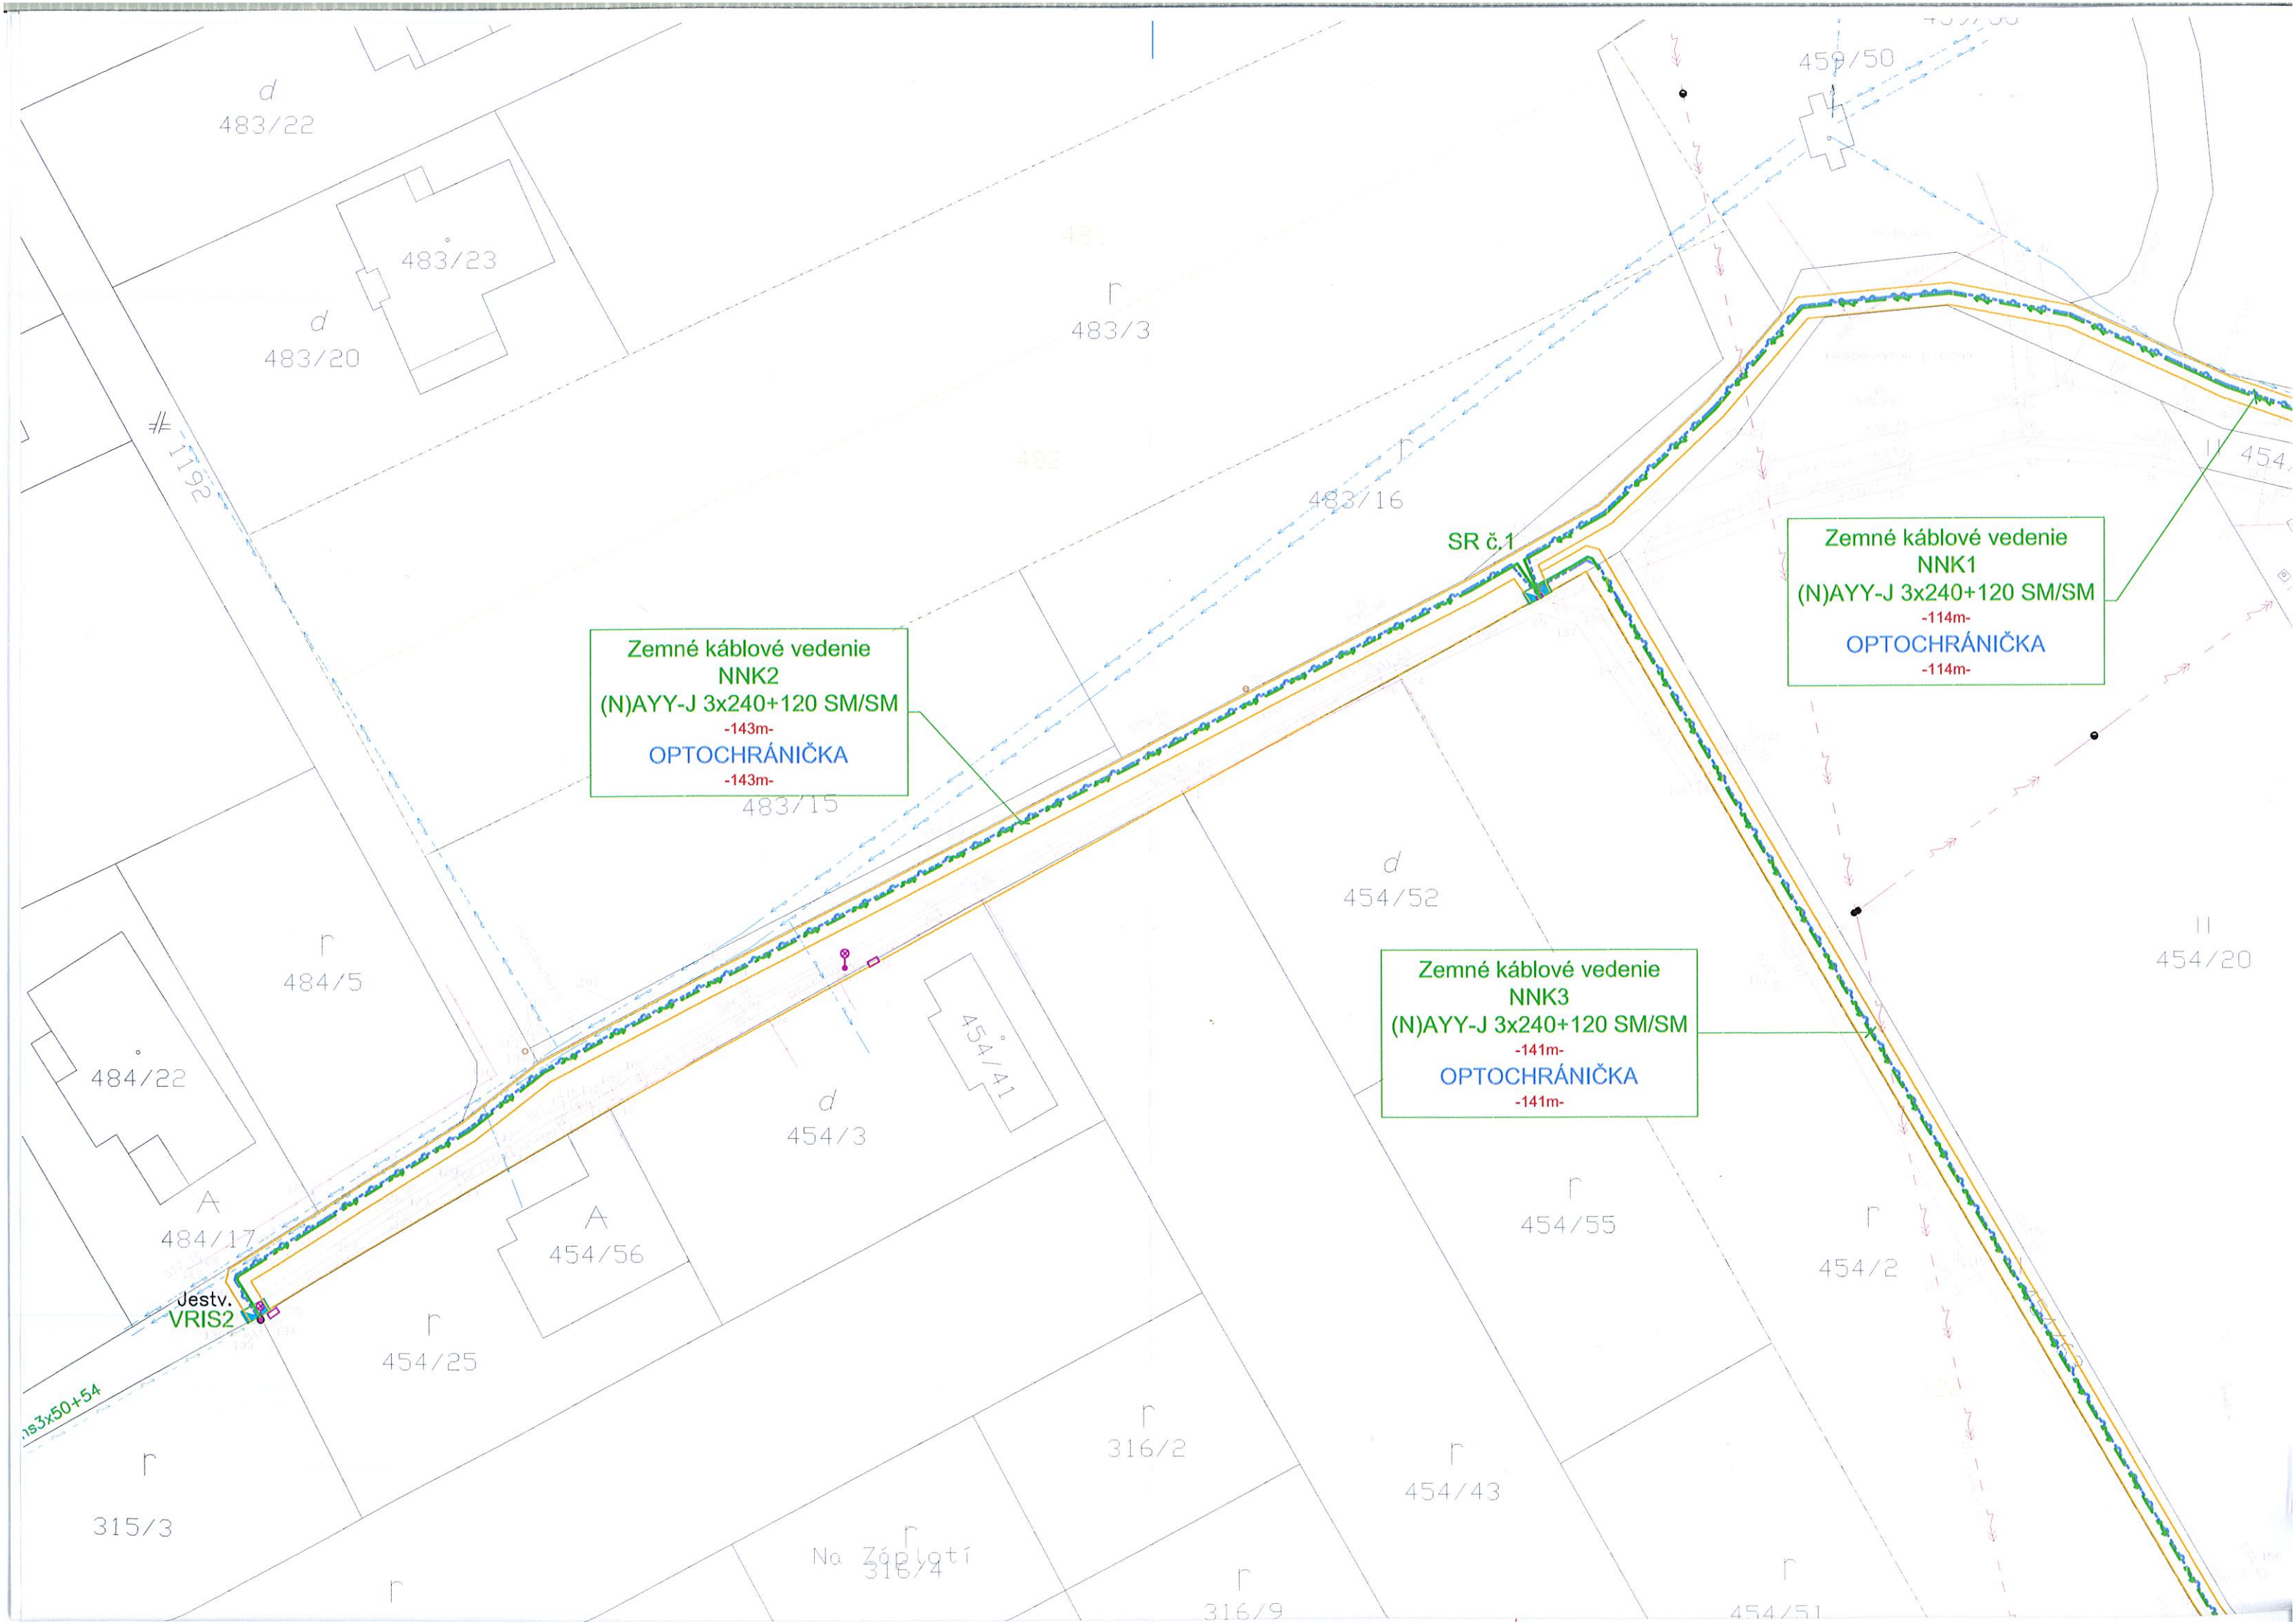 459/50
d
483/22
483/23
d
483/20
r
483/3
# 1192
r
483/16
SR č.1
Zemné káblové vedenie
NNK1
(N)AYY-J 3x240+120 SM/SM
-114m-
OPTOCHRÁNIČKA
-114m-
454
Zemné káblové vedenie
NNK2
(N)AYY-J 3x240+120 SM/SM
-143m-
OPTOCHRÁNIČKA
-143m-
483/15
d
454/52
r
484/5
454/20
Zemné káblové vedenie
NNK3
(N)AYY-J 3x240+120 SM/SM
-141m-
OPTOCHRÁNIČKA
-141m-
484/22
454/41
d
454/3
A
484/17
A
454/56
r
454/55
r
454/2
Jestv.
VRIS2
r
454/25
3x50+54
r
315/3
r
316/2
r
454/43
r
Na Záplotí
316/4
r
r
316/9
r
454/51